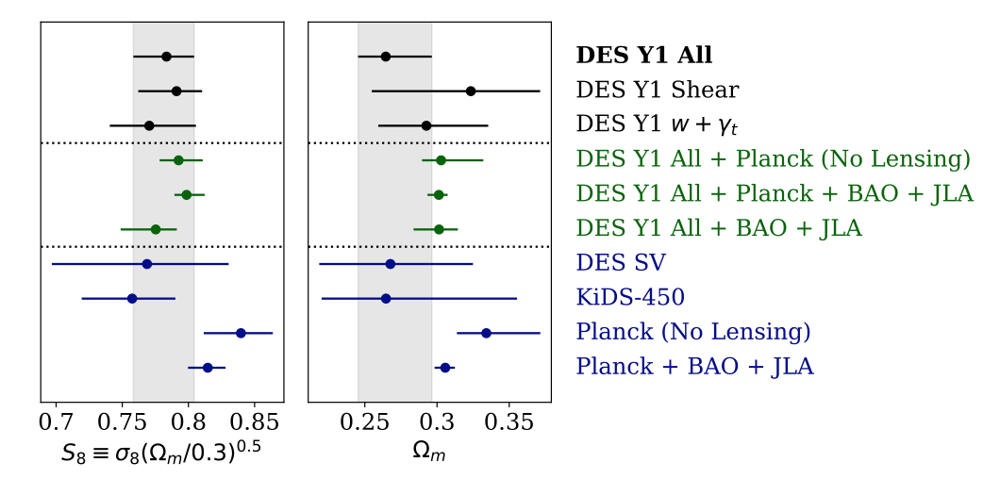 DES Y1 All
DES Y1 Shear
DES Y1 w + γₜ
DES Y1 All + Planck (No Lensing)
DES Y1 All + Planck + BAO + JLA
DES Y1 All + BAO + JLA
DES SV
KiDS-450
Planck (No Lensing)
Planck + BAO + JLA
0.7 0.75 0.8 0.85
0.25 0.3 0.35
S₈ ≡ σ₈(Ωₘ/0.3)⁰·⁵
Ωₘ